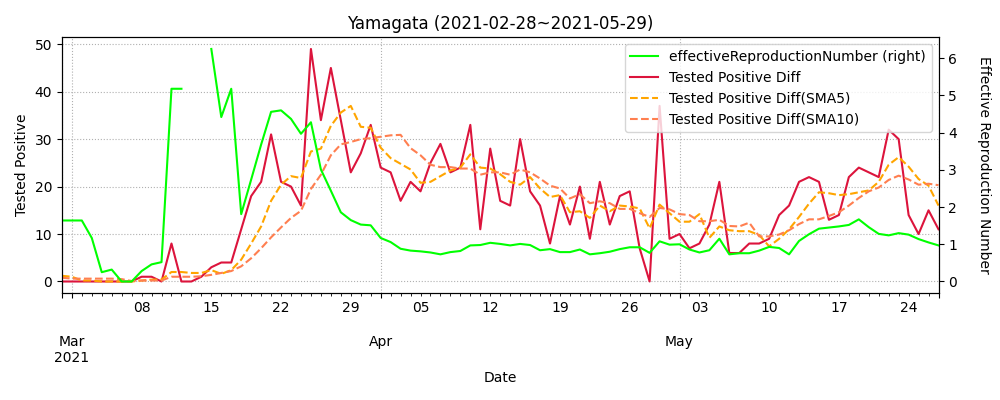 Yamagata (2021-02-28~2021-05-29)
effectiveReproductionNumber (right)
Tested Positive Diff
Tested Positive Diff(SMA5)
Tested Positive Diff(SMA10)
Tested Positive
50
40
30
20
10
0
6
5
4
3
2
1
0
Effective Reproduction Number
08 15 22 29 05 12 19 26 03 10 17 24
Mar Apr May
2021
Date